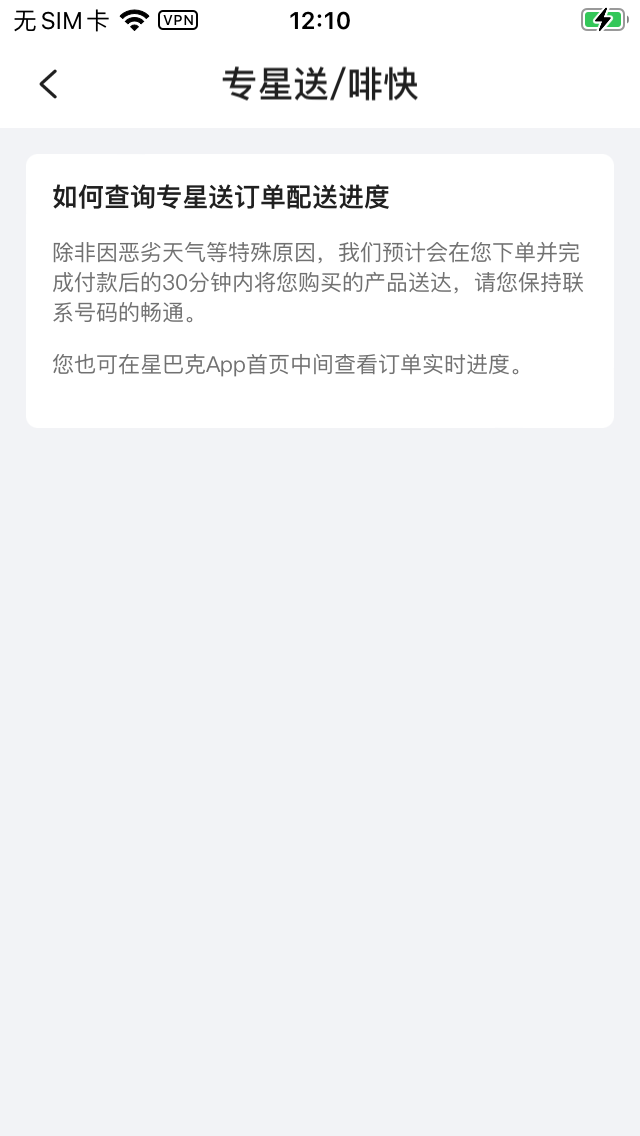 无SIM卡 VPN 12:10
专星送/啡快
如何查询专星送订单配送进度
除非因恶劣天气等特殊原因，我们预计会在您下单并完
成付款后的30分钟内将您购买的产品送达，请您保持联
系号码的畅通。
您也可在星巴克App首页中间查看订单实时进度。